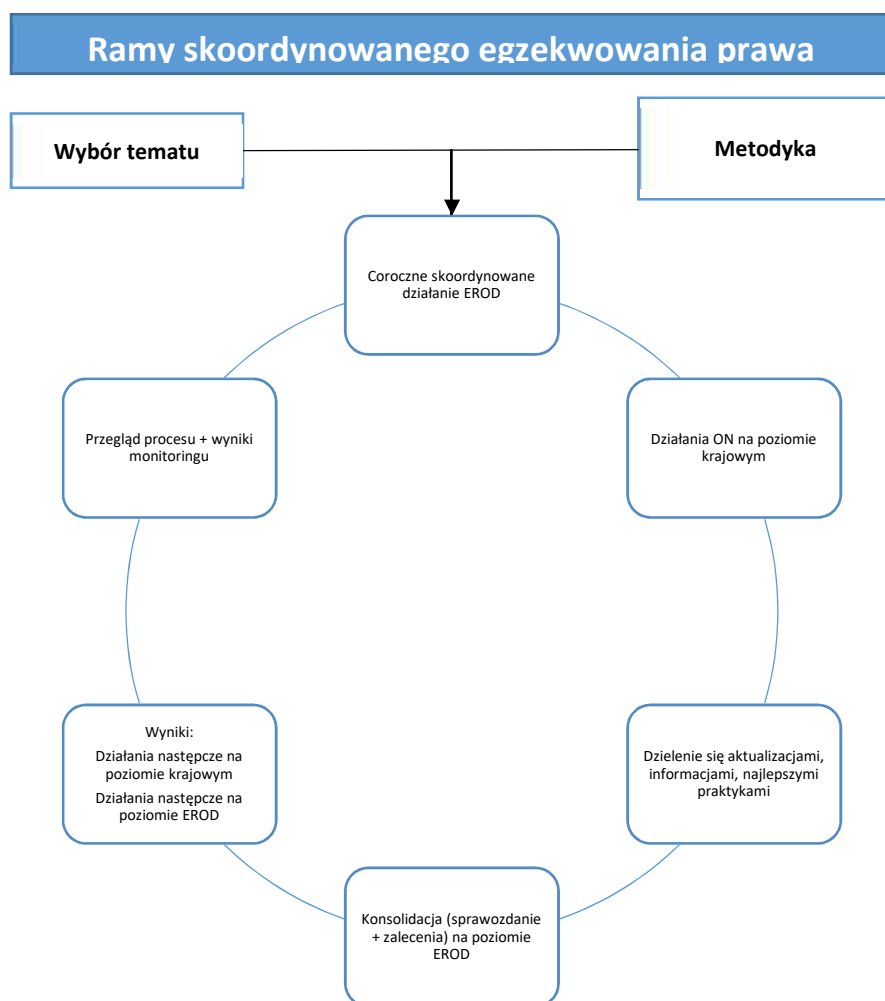 Ramy skoordynowanego egzekwowania prawa
Wybór tematu
Metodyka
Coroczne skoordynowane
działanie EROD
Działania ON na poziomie
krajowym
Dzielenie się aktualizacjami,
informacjami, najlepszymi
praktykami
Konsolidacja (sprawozdanie
+ zalecenia) na poziomie
EROD
Wyniki:
Działania następcze na
poziomie krajowym
Działania następcze na
poziomie EROD
Przegląd procesu + wyniki
monitoringu